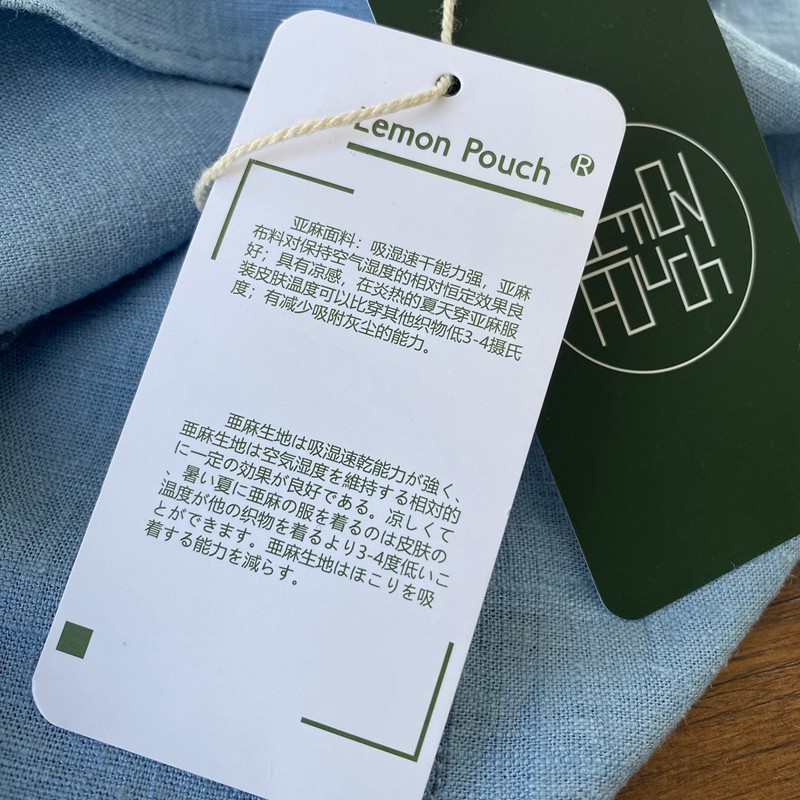 Lemon Pouch ®
亚麻面料：吸湿速干能力强，亚麻
布料对保持空气湿度的相对恒定效果良
好；具有凉感，在炎热的夏天穿亚麻服
装皮肤温度可以比穿其他织物低3-4摄氏
度；有减少吸附灰尘的能力。
亜麻生地は吸湿速乾能力が強く、
亜麻生地は空気湿度を維持する相対的
に一定の効果が良好である。涼しくて
、暑い夏に亜麻の服を着るのは皮膚の
温度が他の織物を着るより3-4度低いこ
とができます。亜麻生地はほこりを吸
着する能力を減らす。
LEMON
POUCH